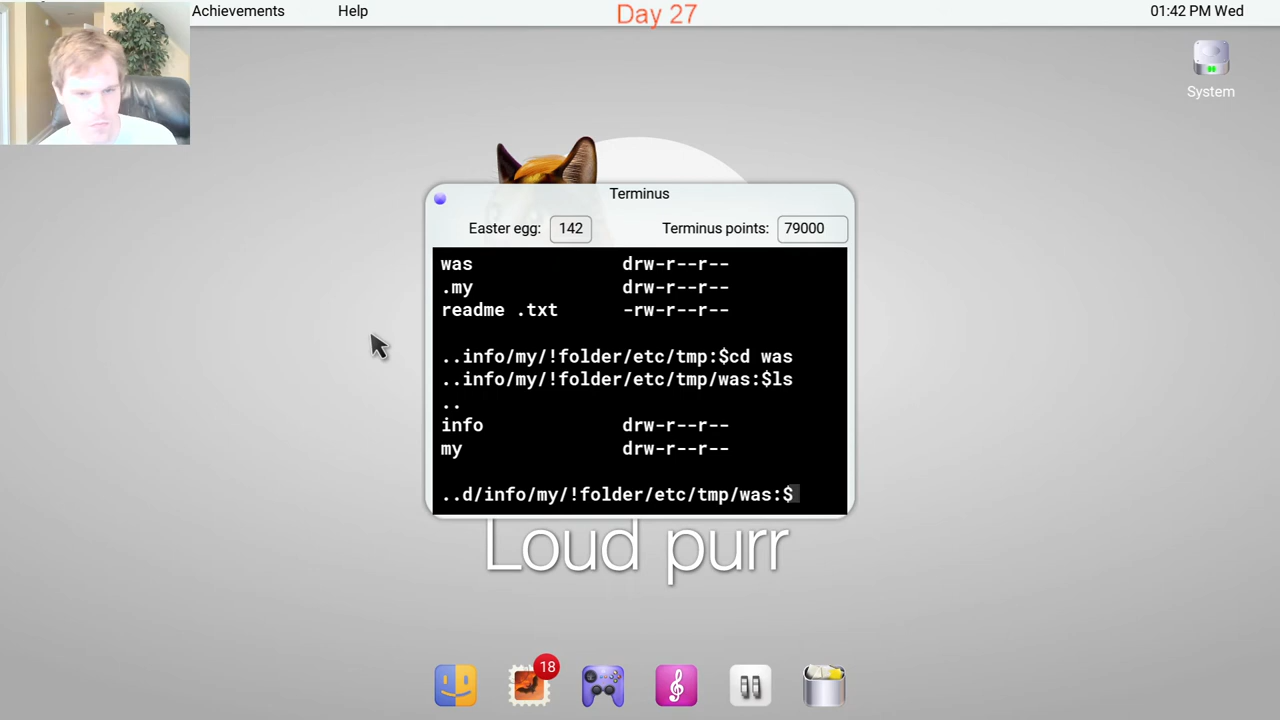 Achievements Help Day 27 01:42 PM Wed
System
Terminus
Easter egg: 142 Terminus points: 79000
was drw-r--r--
.my drw-r--r--
readme .txt -rw-r--r--
..info/my/!folder/etc/tmp:$cd was
..info/my/!folder/etc/tmp/was:$ls
..
info drw-r--r--
my drw-r--r--
..d/info/my/!folder/etc/tmp/was:$
Loud purr
18